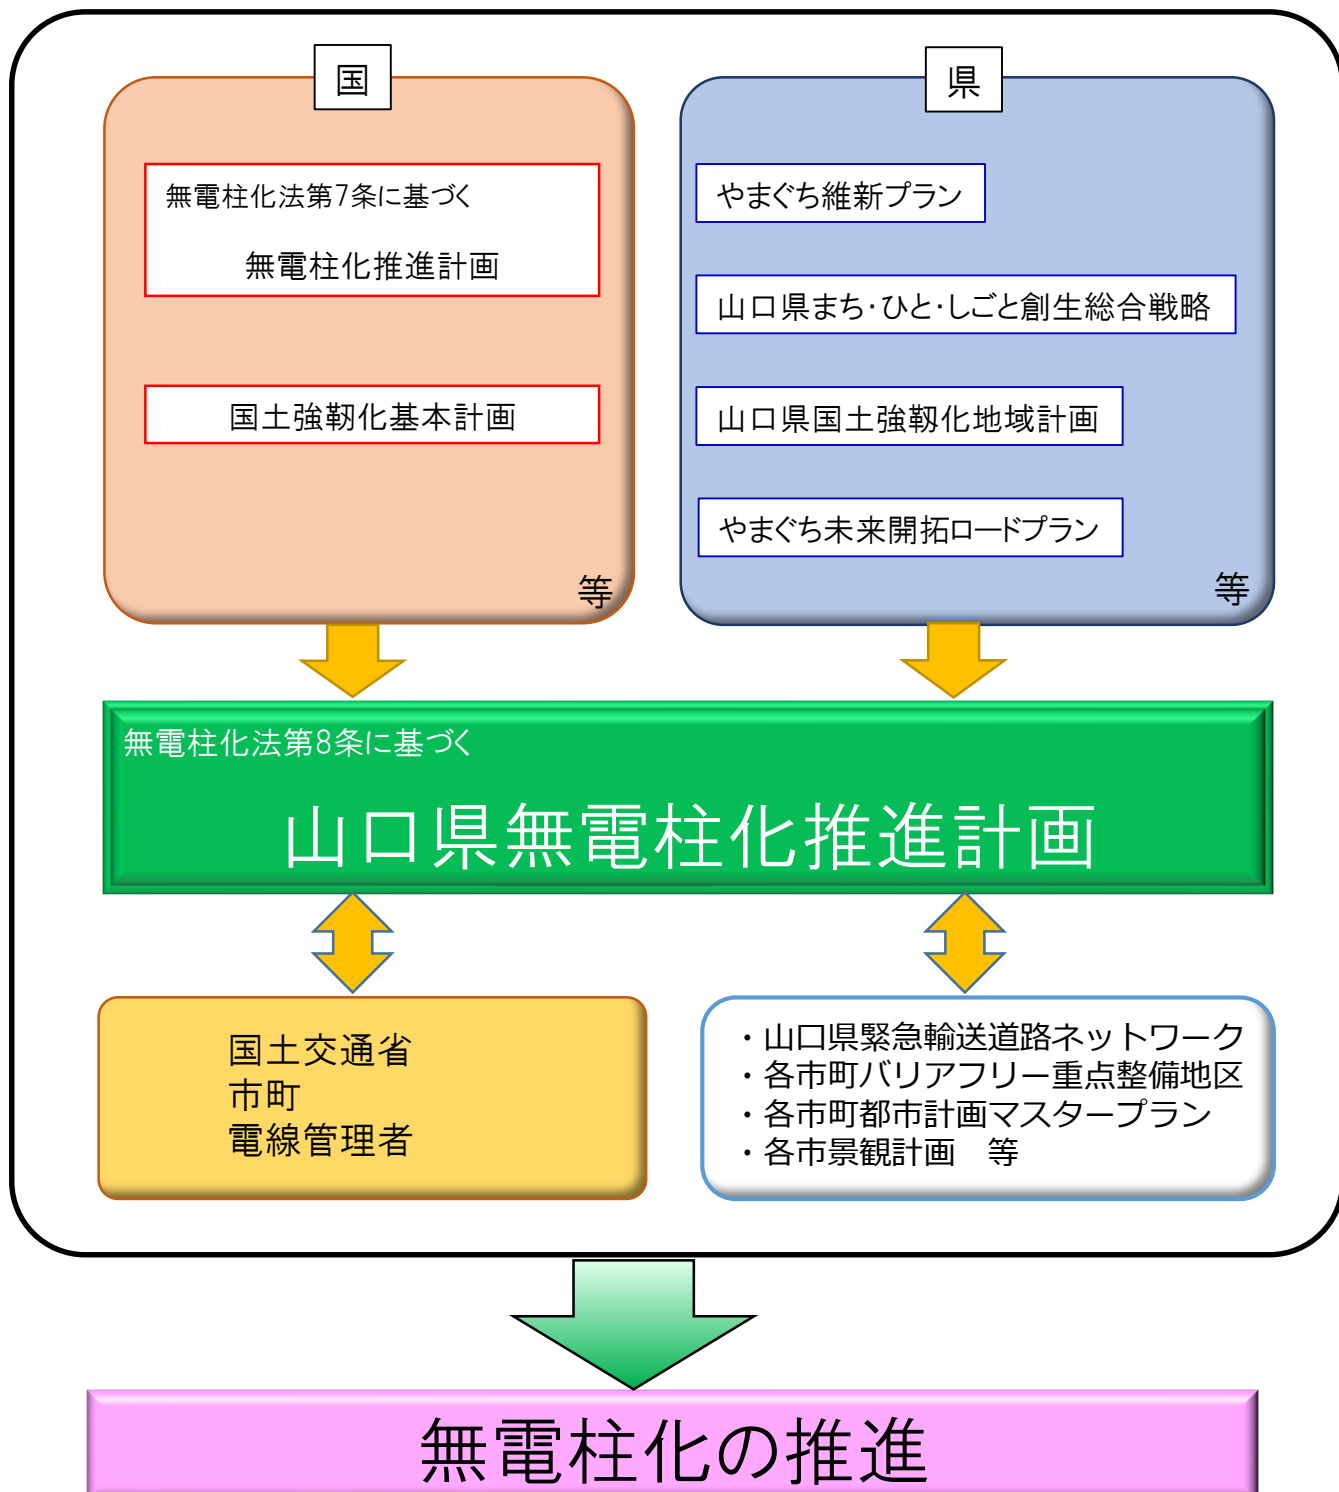 国
無電柱化法第7条に基づく
無電柱化推進計画
国土強靱化基本計画
等
県
やまぐち維新プラン
山口県まち・ひと・しごと創生総合戦略
山口県国土強靱化地域計画
やまぐち未来開拓ロードプラン
等
無電柱化法第8条に基づく
山口県無電柱化推進計画
国土交通省
市町
電線管理者
・山口県緊急輸送道路ネットワーク
・各市町バリアフリー重点整備地区
・各市町都市計画マスタープラン
・各市景観計画　等
無電柱化の推進